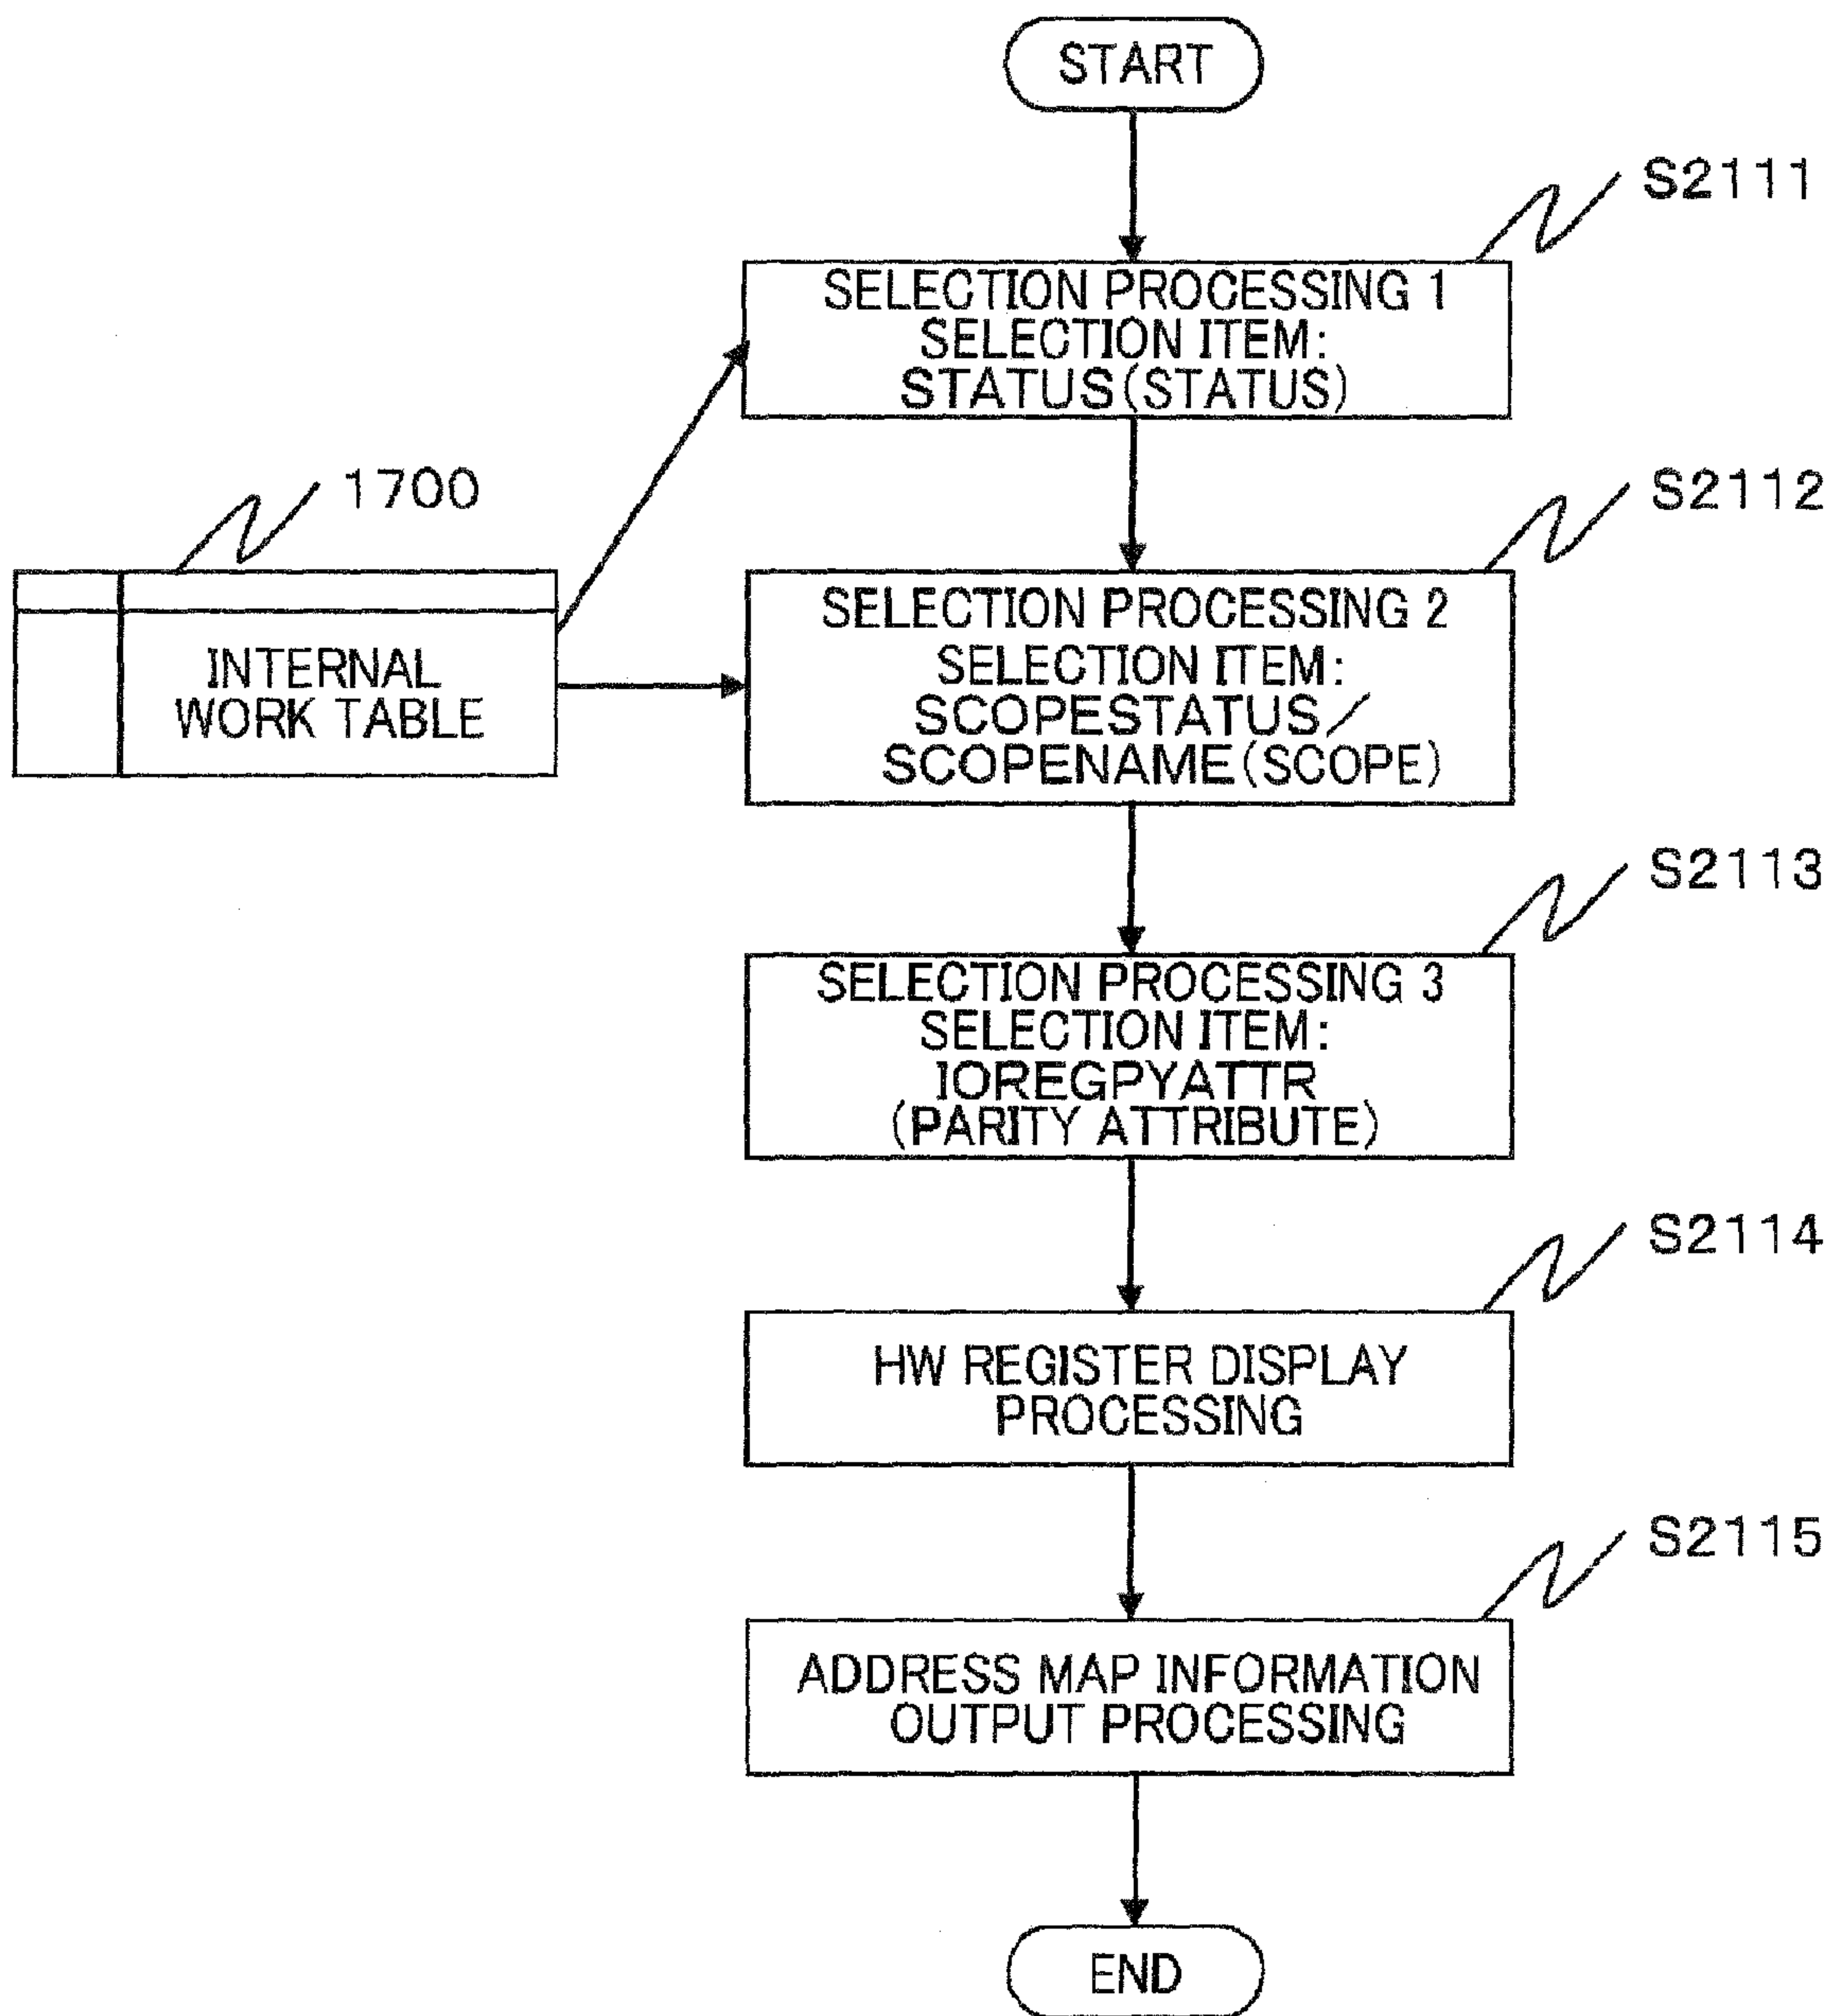 START
S2111
SELECTION PROCESSING 1
SELECTION ITEM:
STATUS(STATUS)
1700
INTERNAL
WORK TABLE
S2112
SELECTION PROCESSING 2
SELECTION ITEM:
SCOPESTATUS/
SCOPENAME(SCOPE)
S2113
SELECTION PROCESSING 3
SELECTION ITEM:
IOREGPYATTR
(PARITY ATTRIBUTE)
S2114
HW REGISTER DISPLAY
PROCESSING
S2115
ADDRESS MAP INFORMATION
OUTPUT PROCESSING
END